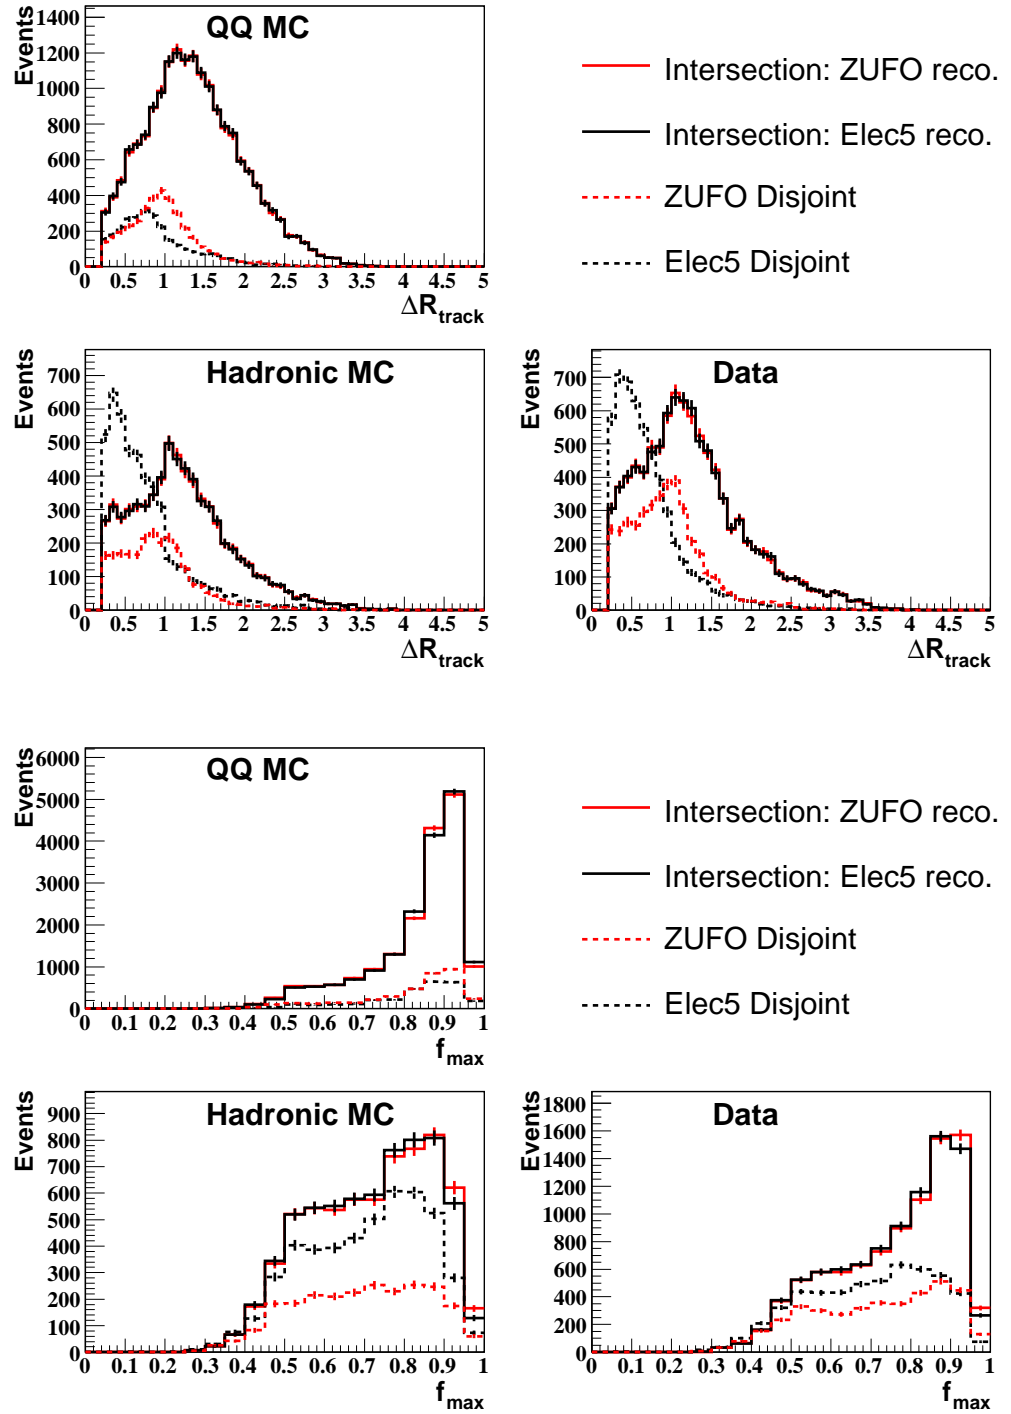 QQ MC
Events
1400
1200
1000
800
600
400
200
0
0 0.5 1 1.5 2 2.5 3 3.5 4 4.5 5
ΔR_track
Intersection: ZUFO reco.
Intersection: Elec5 reco.
ZUFO Disjoint
Elec5 Disjoint
Hadronic MC
Events
700
600
500
400
300
200
100
0
0 0.5 1 1.5 2 2.5 3 3.5 4 4.5 5
ΔR_track
Data
Events
700
600
500
400
300
200
100
0
0 0.5 1 1.5 2 2.5 3 3.5 4 4.5 5
ΔR_track
QQ MC
Events
6000
5000
4000
3000
2000
1000
0
0 0.1 0.2 0.3 0.4 0.5 0.6 0.7 0.8 0.9 1
f_max
Intersection: ZUFO reco.
Intersection: Elec5 reco.
ZUFO Disjoint
Elec5 Disjoint
Hadronic MC
Events
900
800
700
600
500
400
300
200
100
0
0 0.1 0.2 0.3 0.4 0.5 0.6 0.7 0.8 0.9 1
f_max
Data
Events
1800
1600
1400
1200
1000
800
600
400
200
0
0 0.1 0.2 0.3 0.4 0.5 0.6 0.7 0.8 0.9 1
f_max